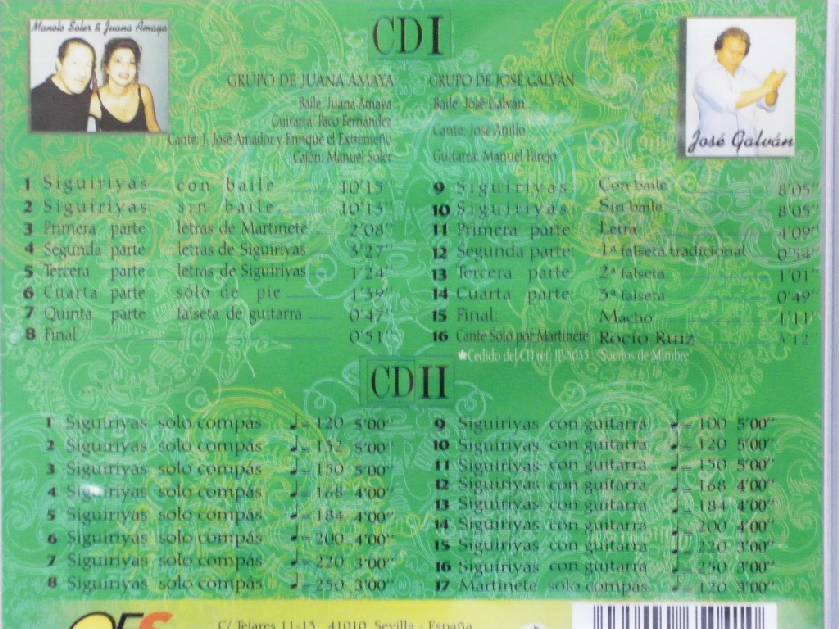 Manolo Soler & Juana Amaya
CD I
GRUPO DE JUANA AMAYA
Baile: Juana Amaya
Guitarra: Paco Fernández
Cante: J. José Amador y Enrique el Extremeño
Cajón: Manuel Soler
GRUPO DE JOSÉ GALVÁN
Baile: José Galván
Cante: José Anillo
Guitarra: Manuel Parejo
José Galván
1 Siguiriyas con baile 10'15"
2 Siguiriyas sin baile 10'15"
3 Primera parte letras de Martinete 2'08"
4 Segunda parte letras de Siguiriyas 3'27"
5 Tercera parte letras de Siguiriyas 1'24"
6 Cuarta parte solo de pie 1'39"
7 Quinta parte falseta de guitarra 0'47"
8 Final 0'51"
9 Siguiriyas Con baile 8'05"
10 Siguiriyas Sin baile 8'05"
11 Primera parte: Letra 4'09"
12 Segunda parte: 1ª falseta tradicional 0'54"
13 Tercera parte: 2ª falseta 1'01"
14 Cuarta parte: 3ª falseta 0'49"
15 Final: Macho 1'11"
16 Cante Solo por Martinete Rocío Ruiz 3'12"
*Cedido del CD ref. Sueños de Mimbre
CD II
1 Siguiriyas solo compás ♩= 120 5'00"
2 Siguiriyas solo compás ♩= 132 5'00"
3 Siguiriyas solo compás ♩= 150 5'00"
4 Siguiriyas solo compás ♩= 168 4'00"
5 Siguiriyas solo compás ♩= 184 4'00"
6 Siguiriyas solo compás ♩= 200 4'00"
7 Siguiriyas solo compás ♩= 220 3'00"
8 Siguiriyas solo compás ♩= 250 3'00"
9 Siguiriyas con guitarra ♩= 100 5'00"
10 Siguiriyas con guitarra ♩= 120 5'00"
11 Siguiriyas con guitarra ♩= 150 5'00"
12 Siguiriyas con guitarra ♩= 168 4'00"
13 Siguiriyas con guitarra ♩= 184 4'00"
14 Siguiriyas con guitarra ♩= 200 4'00"
15 Siguiriyas con guitarra ♩= 220 3'00"
16 Siguiriyas con guitarra ♩= 250 3'00"
17 Martinete solo compás ♩= 120 3'00"
C/ Tejares 11-13 41010 Sevilla - España